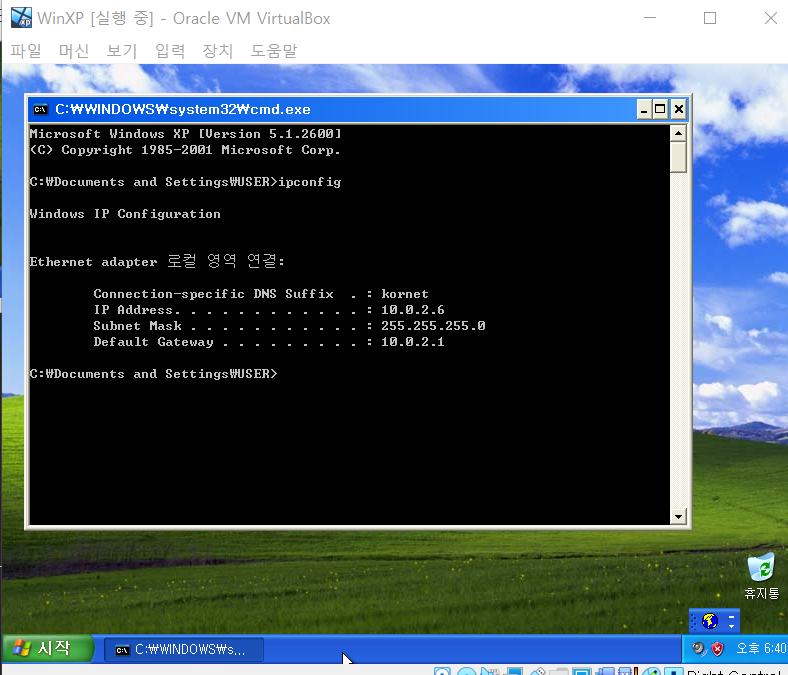 WinXP [실행 중] - Oracle VM VirtualBox
파일 머신 보기 입력 장치 도움말
C:₩WINDOWS₩system32₩cmd.exe
Microsoft Windows XP [Version 5.1.2600]
(C) Copyright 1985-2001 Microsoft Corp.
C:₩Documents and Settings₩USER>ipconfig
Windows IP Configuration
Ethernet adapter 로컬 영역 연결:
Connection-specific DNS Suffix  . : kornet
IP Address. . . . . . . . . . . . : 10.0.2.6
Subnet Mask . . . . . . . . . . . : 255.255.255.0
Default Gateway . . . . . . . . . : 10.0.2.1
C:₩Documents and Settings₩USER>
휴지통
시작
C:₩WINDOWS₩s...
오후 6:40
Right Control